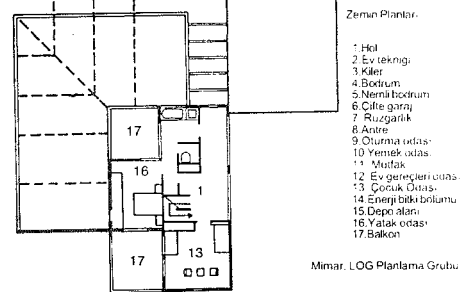 Zemin Planları
1.Hol
2.Ev tekniği
3.Kiler
4.Bodrum
5.Nemli bodrum
6.Çifte garaj
7 Rüzgarlık
8.Antre
9.Oturma odası
10 Yemek odası
11 Mutfak
12 Ev gereçleri odası
13 Çocuk Odası
14.Enerji bitki bölümü
15.Depo alanı
16.Yatak odası
17.Balkon
Mimar. LOG Planlama Grubu
17
16
1
17
13